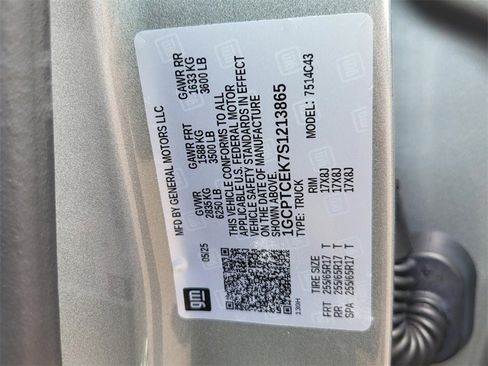 MFD BY GENERAL MOTORS LLC
05/25
GVWR GAWR FRT GAWR RR
2835 KG 1588 KG 1633 KG
6250 LB 3500 LB 3600 LB
THIS VEHICLE CONFORMS TO ALL
APPLICABLE U.S. FEDERAL MOTOR
VEHICLE SAFETY STANDARDS IN EFFECT
ON THE DATE OF MANUFACTURE
SHOWN ABOVE.
1GCPTCEK7S1213865
TYPE: TRUCK MODEL: 7514C43
TIRE SIZE RIM
FRT 255/65R17 T 17X8J
RR 255/65R17 T 17X8J
SPA 255/65R17 T 17X8J
gm
130H